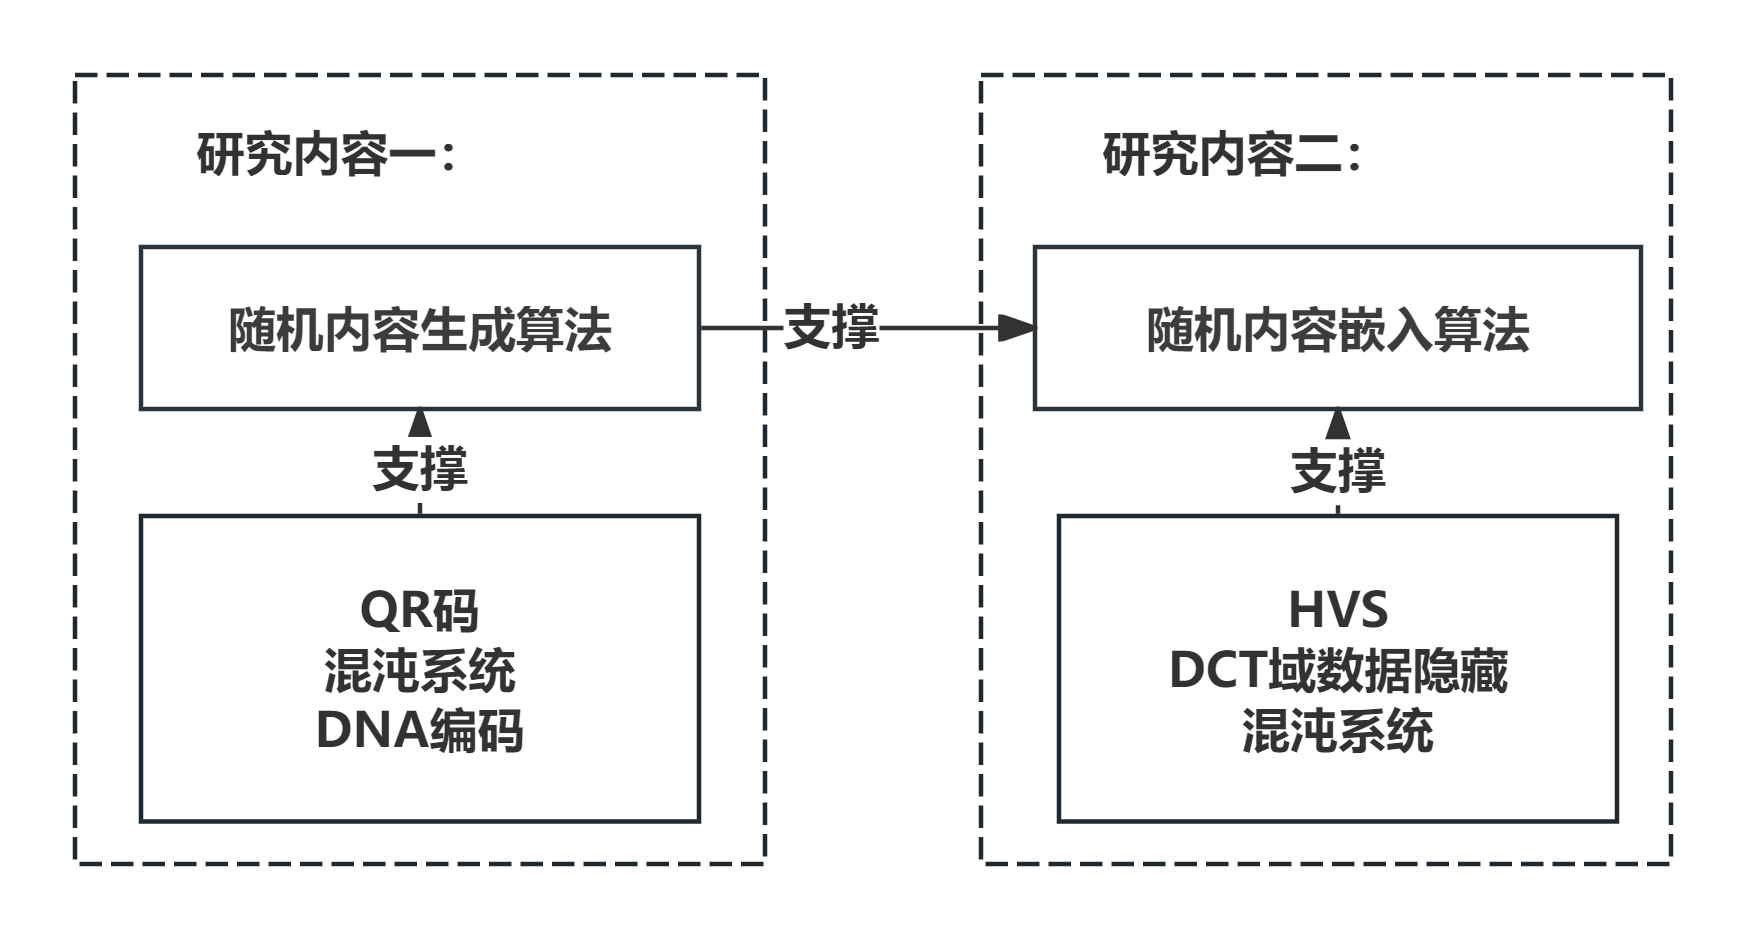 研究内容一：
随机内容生成算法
支撑
QR码
混沌系统
DNA编码
支撑
研究内容二：
随机内容嵌入算法
支撑
HVS
DCT域数据隐藏
混沌系统